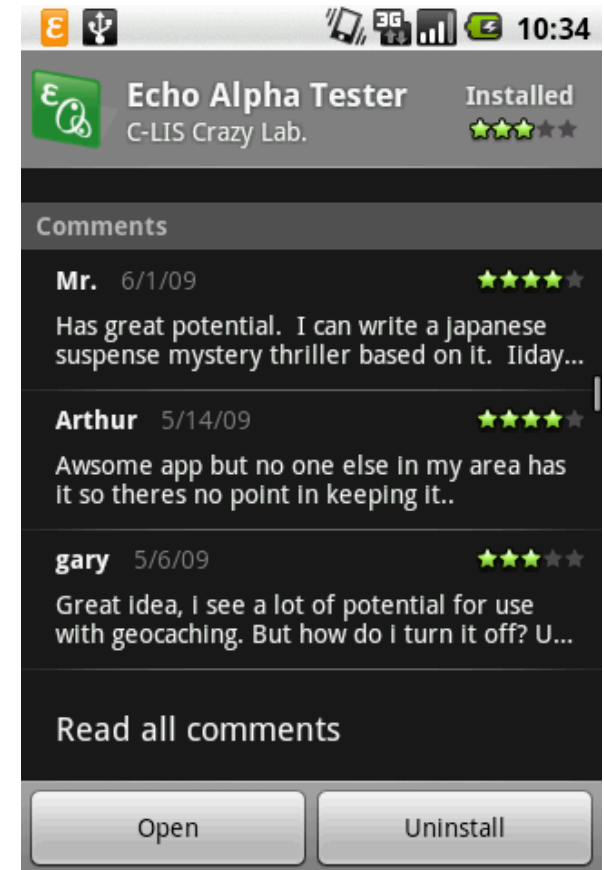 ε 3G 10:34
Echo Alpha Tester Installed
C-LIS Crazy Lab.
Comments
Mr. 6/1/09
Has great potential.  I can write a japanese
suspense mystery thriller based on it.  Iiday...
Arthur 5/14/09
Awsome app but no one else in my area has
it so theres no point in keeping it..
gary 5/6/09
Great idea, i see a lot of potential for use
with geocaching. But how do i turn it off? U...
Read all comments
Open Uninstall